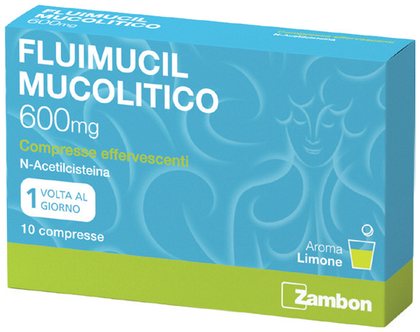 FLUIMUCIL
MUCOLITICO
600mg
Compresse effervescenti
N-Acetilcisteina
1 VOLTA AL
GIORNO
10 compresse
Aroma
Limone
Zambon